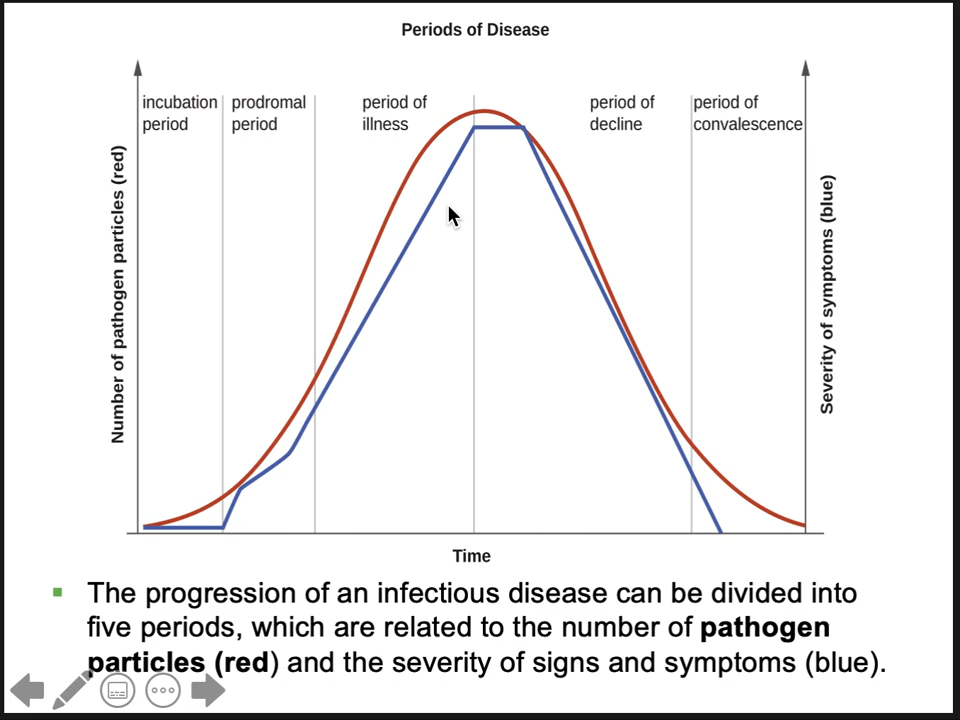 Periods of Disease
incubation
period
prodromal
period
period of
illness
period of
decline
period of
convalescence
Number of pathogen particles (red)
Severity of symptoms (blue)
Time
The progression of an infectious disease can be divided into
five periods, which are related to the number of pathogen
particles (red) and the severity of signs and symptoms (blue).